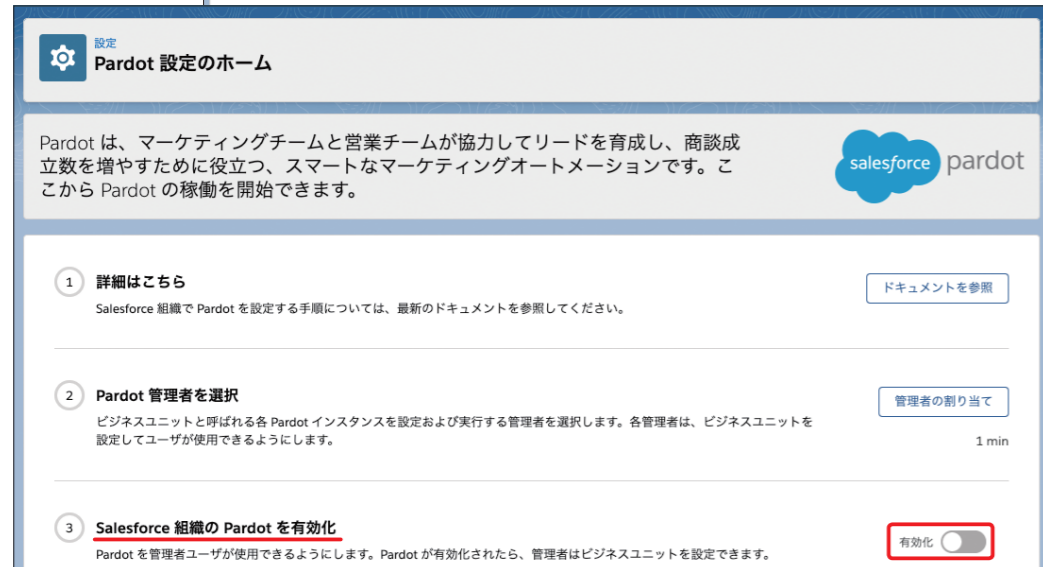 設定
Pardot 設定のホーム
Pardot は、マーケティングチームと営業チームが協力してリードを育成し、商談成
立数を増やすために役立つ、スマートなマーケティングオートメーションです。こ
こから Pardot の稼働を開始できます。
salesforce pardot
1 詳細はこちら
Salesforce 組織で Pardot を設定する手順については、最新のドキュメントを参照してください。
ドキュメントを参照
2 Pardot 管理者を選択
ビジネスユニットと呼ばれる各 Pardot インスタンスを設定および実行する管理者を選択します。各管理者は、ビジネスユニットを
設定してユーザが使用できるようにします。
管理者の割り当て
1 min
3 Salesforce 組織の Pardot を有効化
Pardot を管理者ユーザが使用できるようにします。Pardot が有効化されたら、管理者はビジネスユニットを設定できます。
有効化